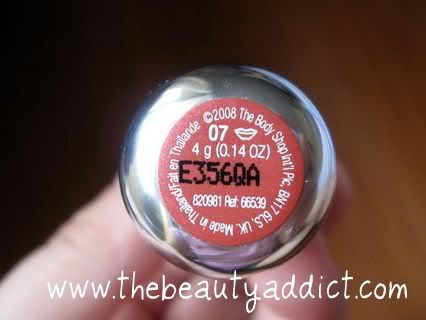 ©2008 The Body Shop Int'l Plc, BN17 6LS, UK. Made in Thailand/Fait en Thaïlande
07
4 g (0.14 OZ)
E356QA
820981 Ref: 66539
www.thebeautyaddict.com